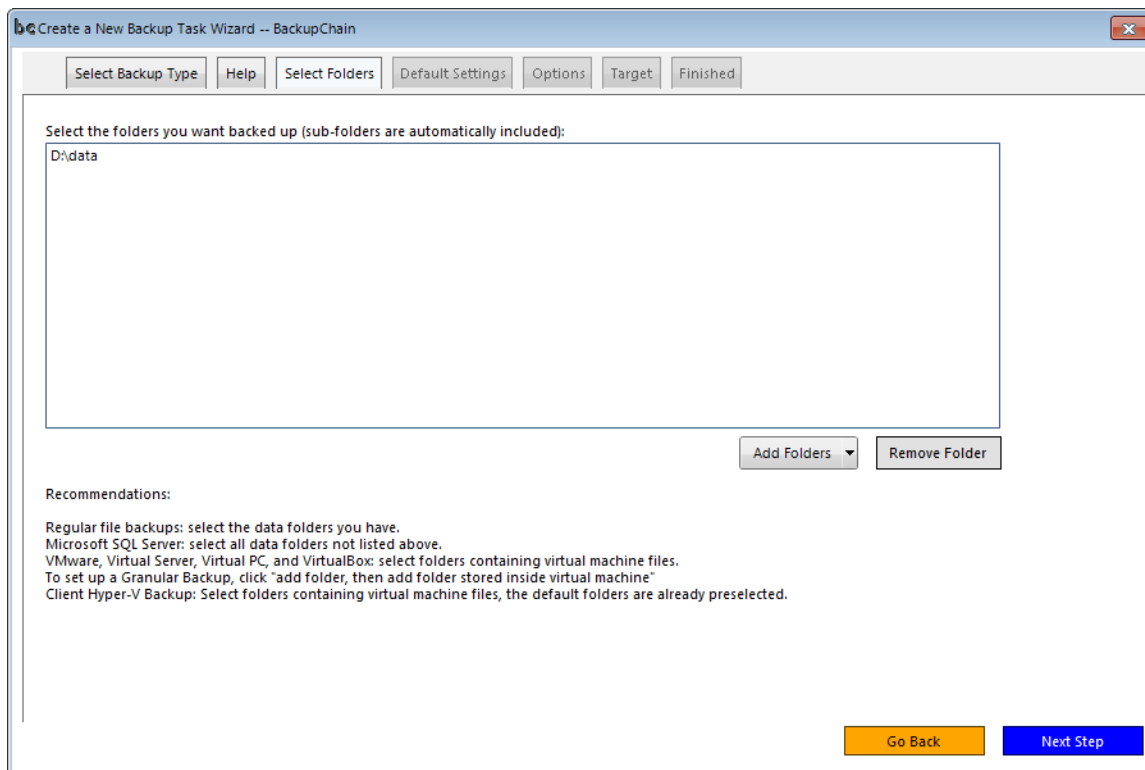 bc Create a New Backup Task Wizard -- BackupChain
Select Backup Type Help Select Folders Default Settings Options Target Finished
Select the folders you want backed up (sub-folders are automatically included):
D:\data
Add Folders Remove Folder
Recommendations:
Regular file backups: select the data folders you have.
Microsoft SQL Server: select all data folders not listed above.
VMware, Virtual Server, Virtual PC, and VirtualBox: select folders containing virtual machine files.
To set up a Granular Backup, click "add folder, then add folder stored inside virtual machine"
Client Hyper-V Backup: Select folders containing virtual machine files, the default folders are already preselected.
Go Back Next Step